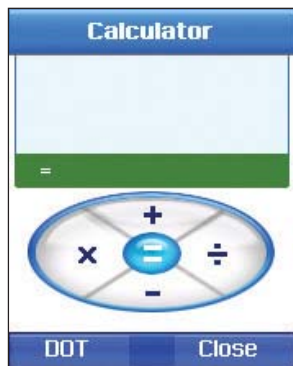 Calculator
=
+
× = ÷
-
DOT Close